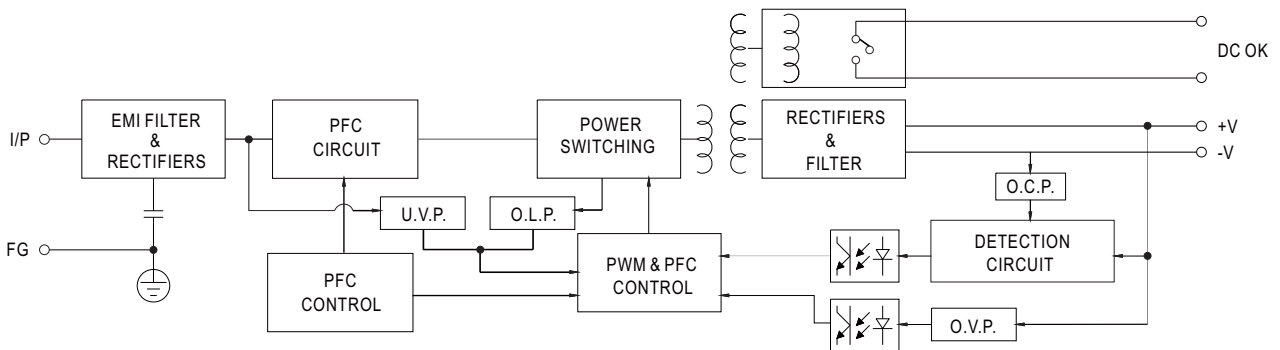 DC OK
I/P
EMI FILTER
&
RECTIFIERS
PFC
CIRCUIT
POWER
SWITCHING
RECTIFIERS
&
FILTER
+V
-V
O.C.P.
U.V.P.
O.L.P.
FG
PFC
CONTROL
PWM & PFC
CONTROL
DETECTION
CIRCUIT
O.V.P.